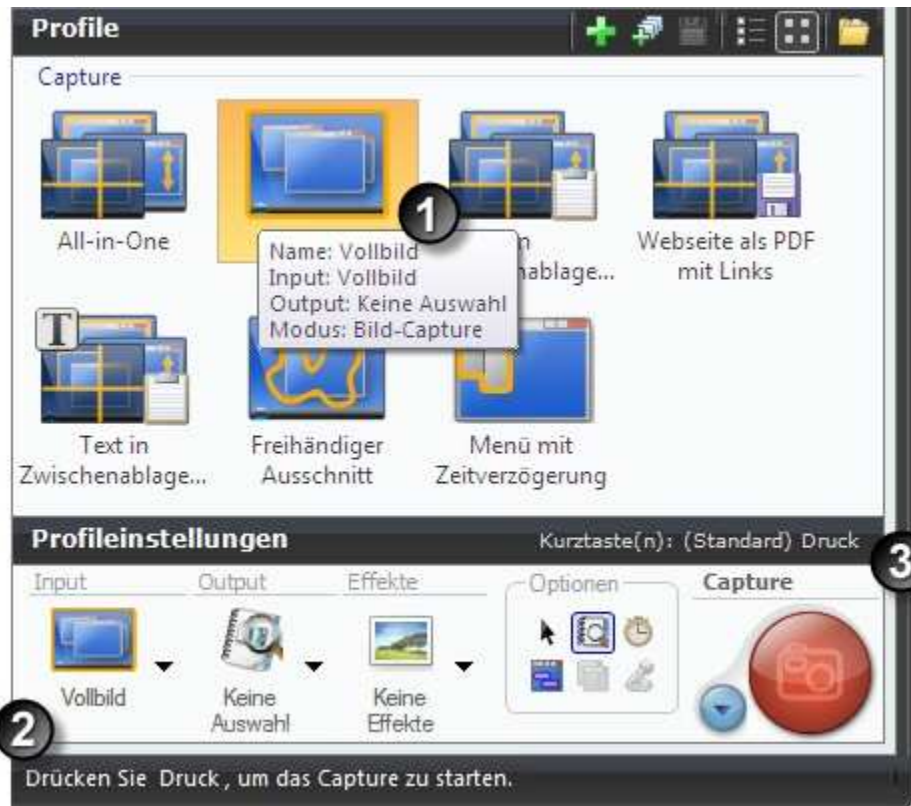 Profile
Capture
All-in-One
1
Name: Vollbild
Input: Vollbild
Output: Keine Auswahl
Modus: Bild-Capture
Webseite als PDF
mit Links
T
Text in
Zwischenablage...
Freihändiger
Ausschnitt
Menü mit
Zeitverzögerung
Profileinstellungen
Kurztaste(n): (Standard) Druck
3
Input
Output
Effekte
Optionen
Capture
Vollbild
Keine
Auswahl
Keine
Effekte
2
Drücken Sie Druck, um das Capture zu starten.